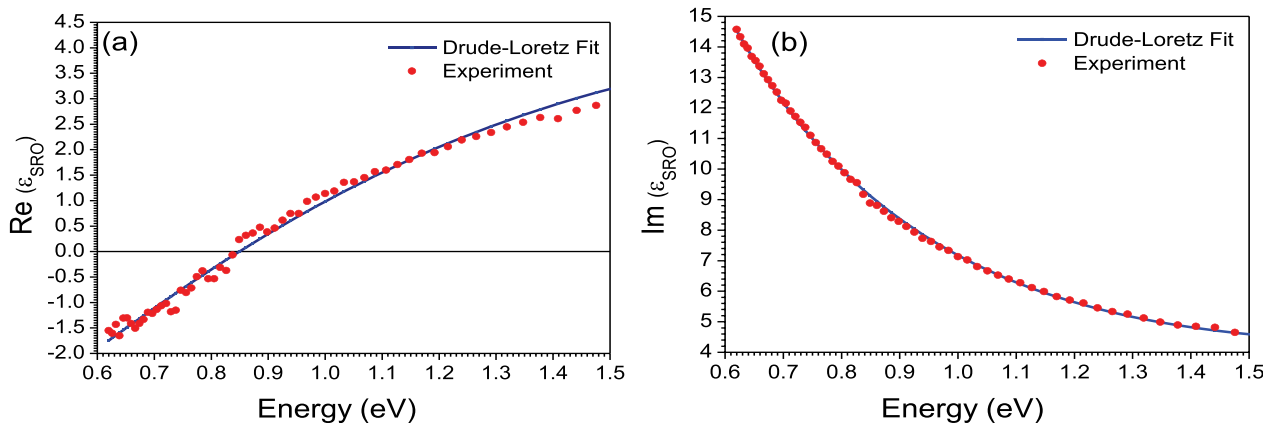 (a)
Drude-Loretz Fit
Experiment
Re (εSRO)
4.5
4.0
3.5
3.0
2.5
2.0
1.5
1.0
0.5
0.0
-0.5
-1.0
-1.5
-2.0
0.6 0.7 0.8 0.9 1.0 1.1 1.2 1.3 1.4 1.5
Energy (eV)
(b)
Drude-Loretz Fit
Experiment
Im (εSRO)
15
14
13
12
11
10
9
8
7
6
5
4
0.6 0.7 0.8 0.9 1.0 1.1 1.2 1.3 1.4 1.5
Energy (eV)